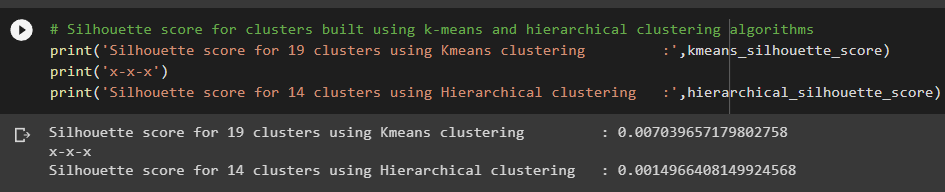 # Silhouette score for clusters built using k-means and hierarchical clustering algorithms
print('Silhouette score for 19 clusters using Kmeans clustering          :',kmeans_silhouette_score)
print('x-x-x')
print('Silhouette score for 14 clusters using Hierarchical clustering   :',hierarchical_silhouette_score)
Silhouette score for 19 clusters using Kmeans clustering          : 0.007039657179802758
x-x-x
Silhouette score for 14 clusters using Hierarchical clustering   : 0.0014966408149924568